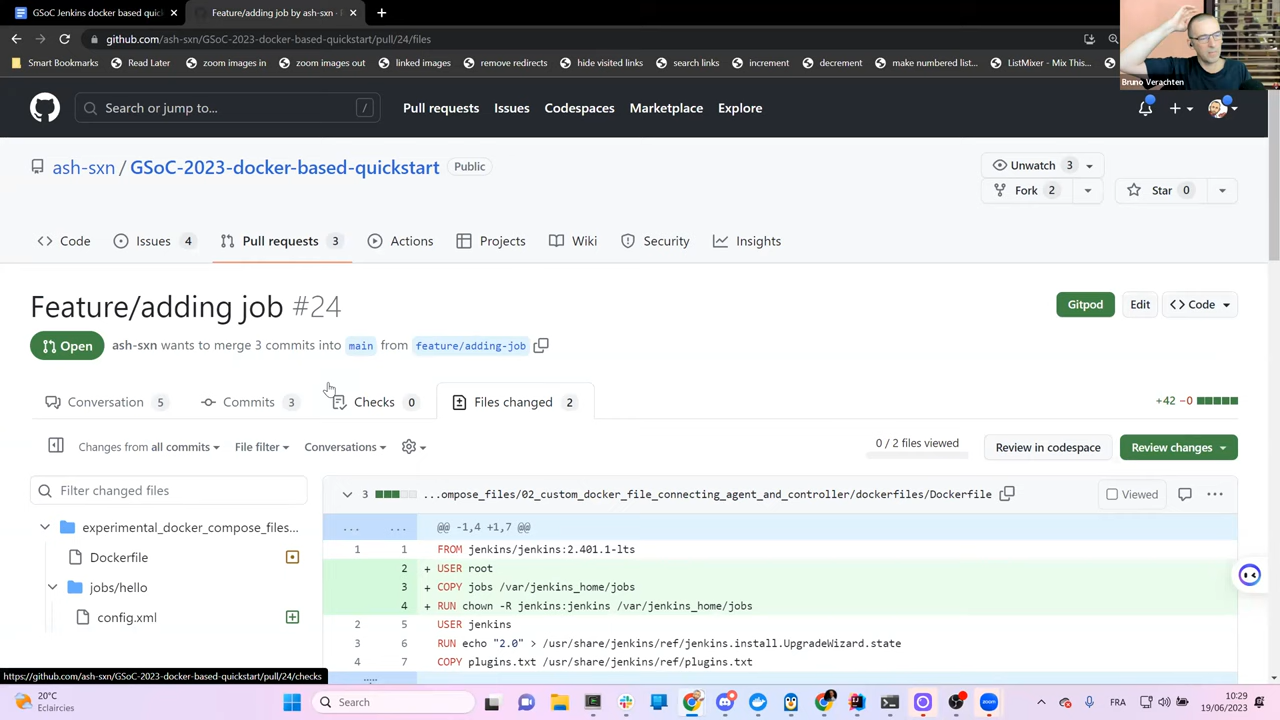 GSoC Jenkins Docker based quic
Feature/adding job by ash-sxn · P
github.com/ash-sxn/GSoC-2023-docker-based-quickstart/pull/24/files
Smart Bookmarks
Read Later
zoom images in
zoom images out
linked images
remove
hide visited links
search links
increment
decrement
make numbered list
ListMixer - Mix This...
Bruno Verachten
Search or jump to...
/
Pull requests
Issues
Codespaces
Marketplace
Explore
ash-sxn / GSoC-2023-docker-based-quickstart
Public
Unwatch 3
Fork 2
Star 0
Code
Issues 4
Pull requests 3
Actions
Projects
Wiki
Security
Insights
Feature/adding job #24
Gitpod
Edit
<> Code
Open
ash-sxn wants to merge 3 commits into main from feature/adding-job
Conversation 5
Commits 3
Checks 0
Files changed 2
+42 −0
Changes from all commits
File filter
Conversations
0 / 2 files viewed
Review in codespace
Review changes
Filter changed files
3 ...ompose_files/02_custom_docker_file_connecting_agent_and_controller/dockerfiles/Dockerfile
Viewed
experimental_docker_compose_files...
Dockerfile
jobs/hello
config.xml
... ... @@ -1,4 +1,7 @@
1 1 FROM jenkins/jenkins:2.401.1-lts
2 + USER root
3 + COPY jobs /var/jenkins_home/jobs
4 + RUN chown -R jenkins:jenkins /var/jenkins_home/jobs
2 5 USER jenkins
3 6 RUN echo "2.0" > /usr/share/jenkins/ref/jenkins.install.UpgradeWizard.state
4 7 COPY plugins.txt /usr/share/jenkins/ref/plugins.txt
https://github.com/ash-sxn/GSoC-2023-docker-based-quickstart/pull/24/checks
20°C
Eclaircies
Search
FRA
10:29
19/06/2023